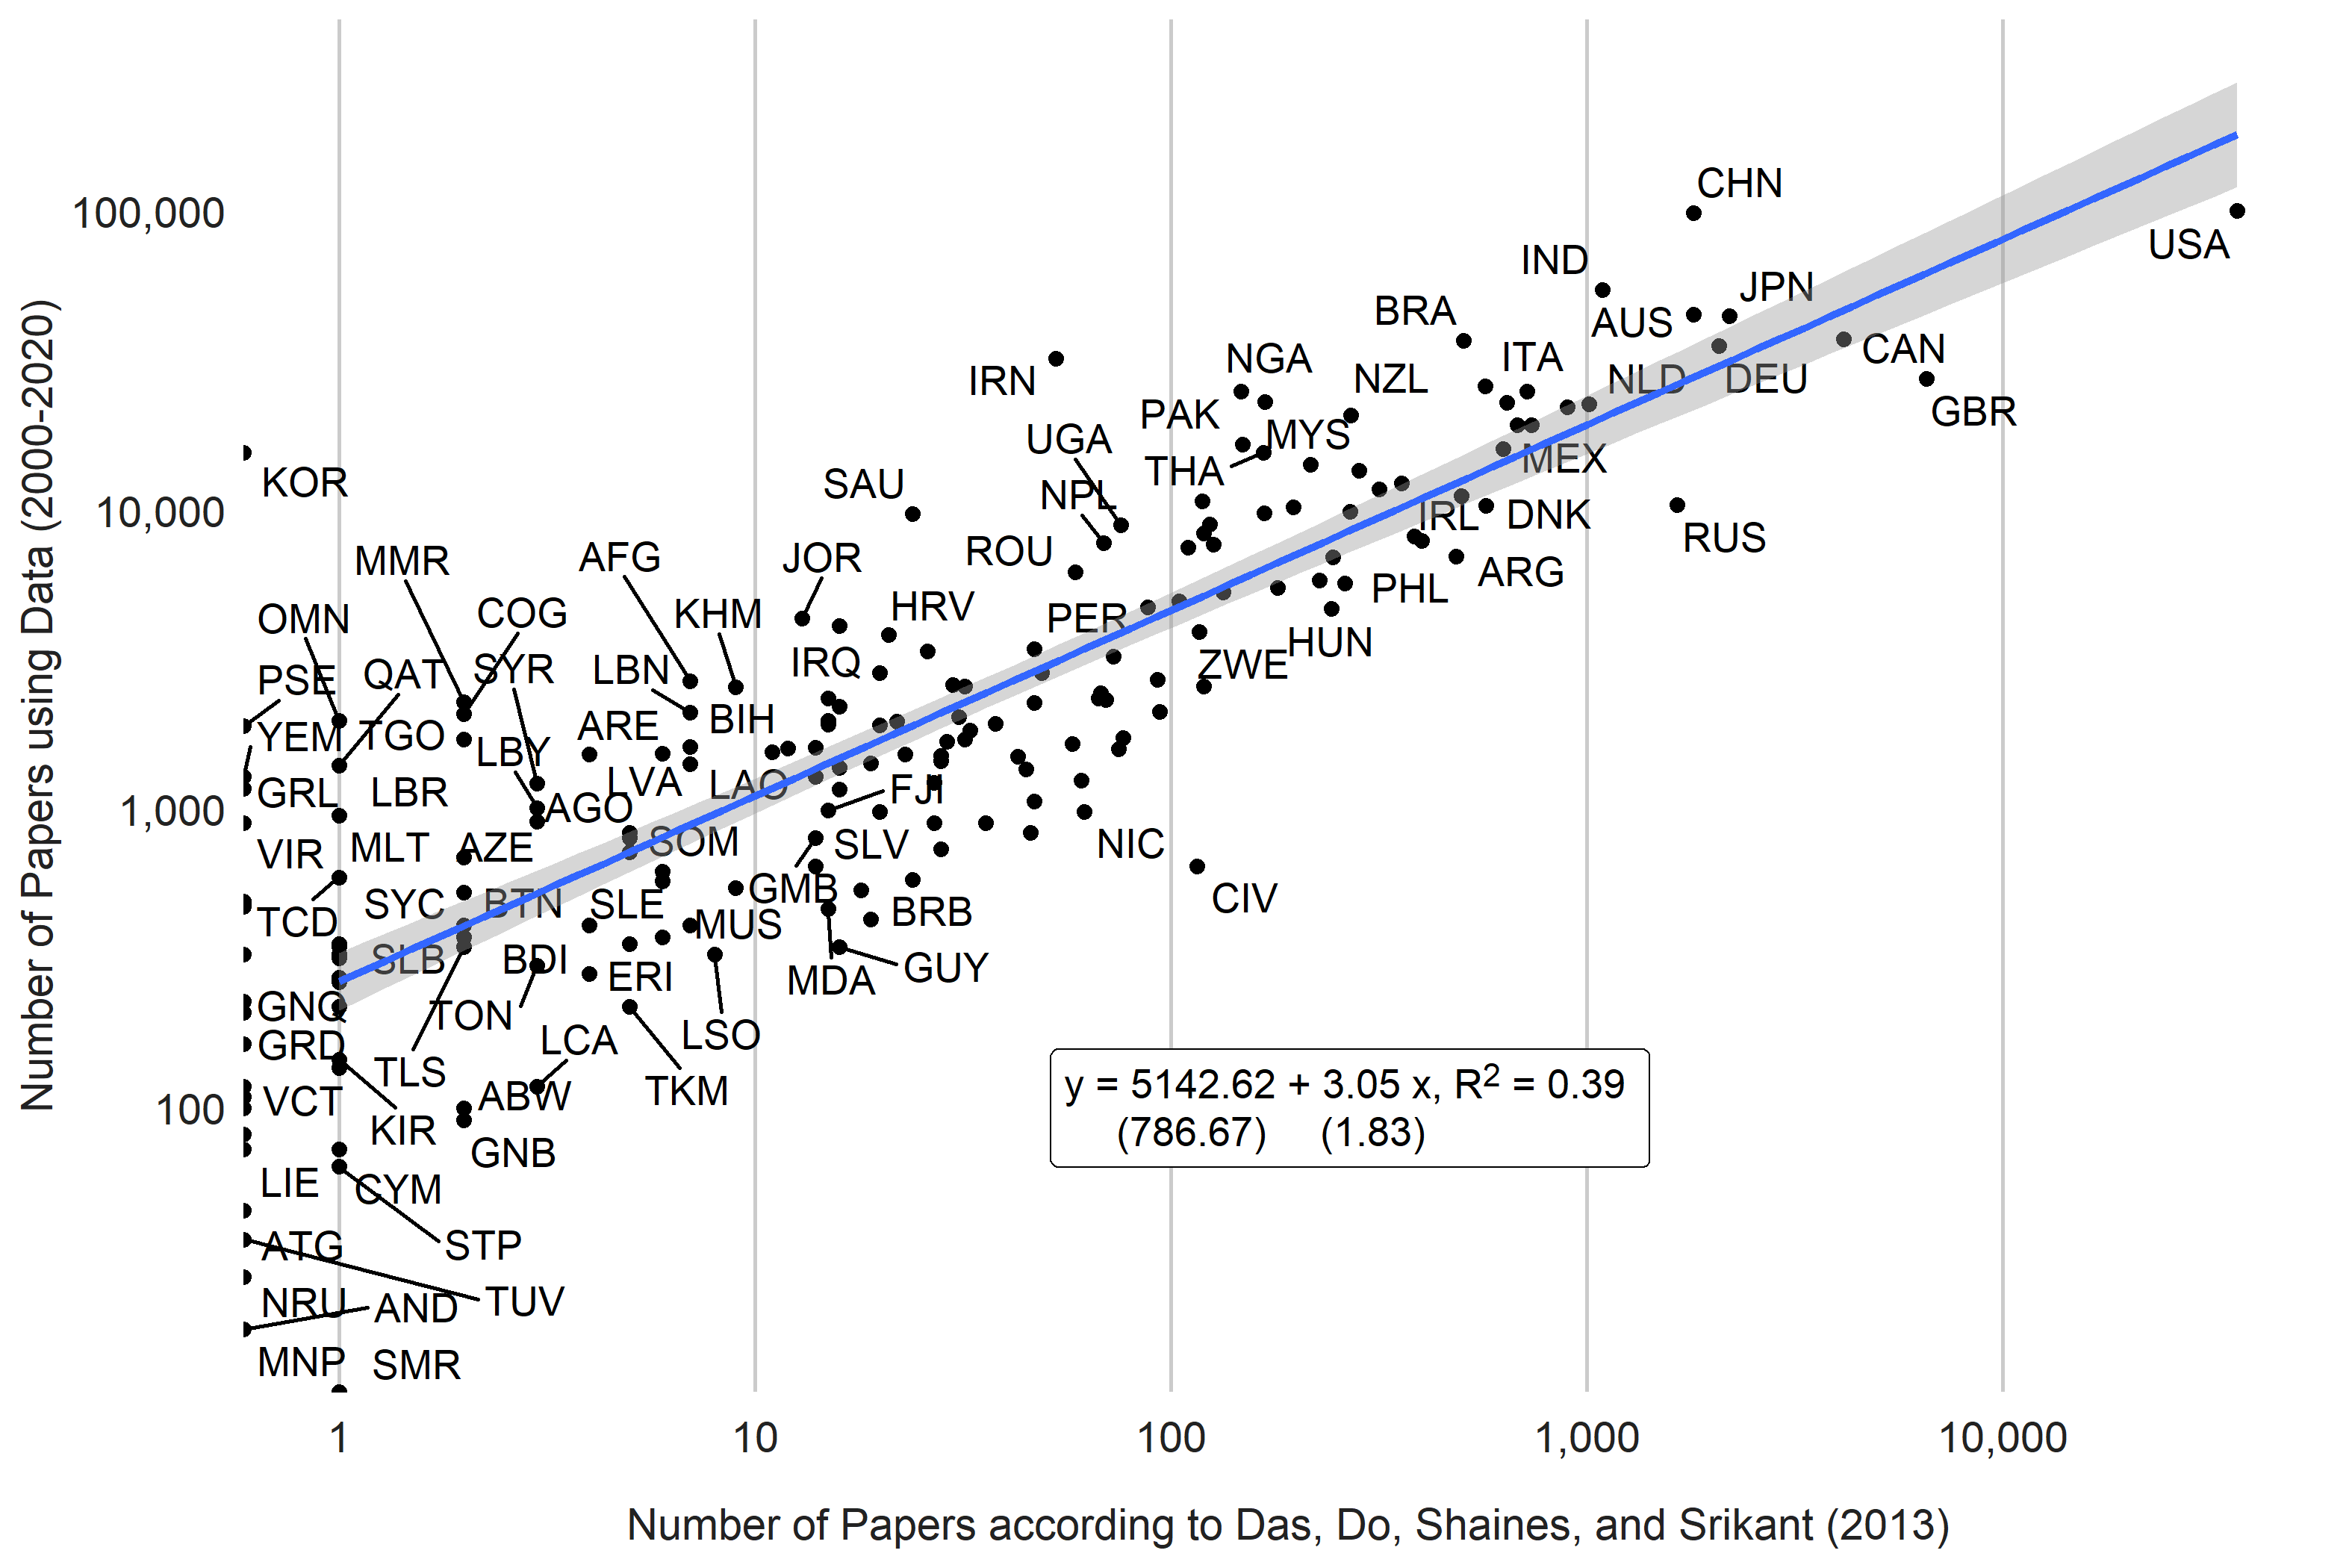 CHN
100,000
USA
IND
JPN
BRA
AUS
ITA
CAN
NGA
IRN
NZL
NLD
DEU
GBR
PAK
UGA
MYS
MEX
THA
KOR
SAU
NPL
10,000
IRL
DNK
RUS
ROU
MMR
AFG
JOR
ARG
PHL
COG
KHM
HRV
OMN
PER
HUN
SYR
LBN
IRQ
ZWE
PSE
QAT
BIH
ARE
YEM
TGO
LBY
LVA
LAO
FJI
GRL
LBR
AGO
1,000
SOM
SLV
NIC
VIR
MLT
AZE
GMB
CIV
SYC
BTN
SLE
BRB
TCD
MUS
SLB
BDI
ERI
MDA
GUY
GNQ
TON
LSO
GRD
LCA
TLS
TKM
y = 5142.62 + 3.05 x, R2 = 0.39
(786.67) (1.83)
100
VCT
ABW
KIR
GNB
LIE
CYM
ATG
STP
NRU
AND
TUV
MNP
SMR
1
10
100
1,000
10,000
Number of Papers using Data (2000-2020)
Number of Papers according to Das, Do, Shaines, and Srikant (2013)